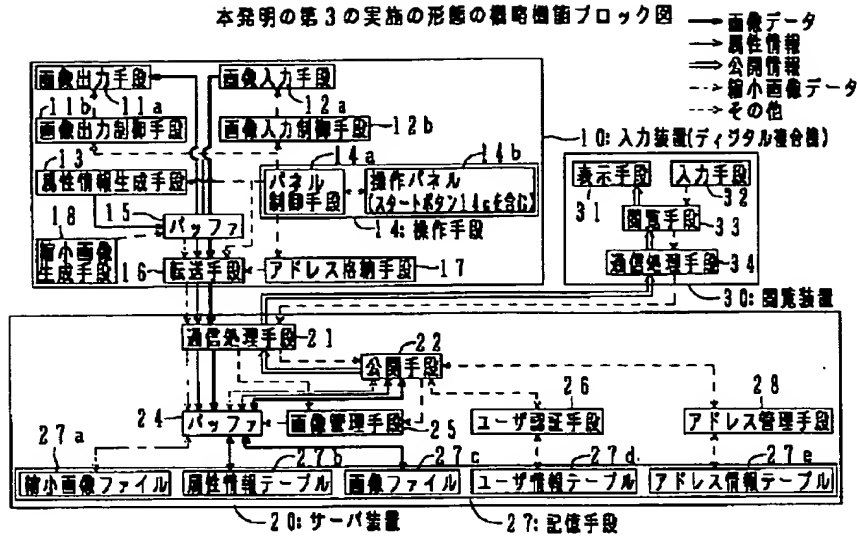 本発明の第3の実施の形態の概略機能ブロック図
画像データ
属性情報
公開情報
縮小画像データ
その他
画像出力手段
画像入力手段
11b
11a
12a
画像出力制御手段
画像入力制御手段
12b
10:入力装置(ディジタル複合機)
13
14a
14b
属性情報生成手段
パネル制御手段
操作パネル
(スタートボタン14cを含む)
表示手段
入力手段
31
32
18
15
バッファ
14:操作手段
閲覧手段
33
縮小画像生成手段
16
転送手段
アドレス格納手段
17
通信処理手段
34
30:閲覧装置
通信処理手段
21
22
公開手段
24
バッファ
画像管理手段
25
26
ユーザ認証手段
28
アドレス管理手段
27a
27b
27c
27d
27e
縮小画像ファイル
属性情報テーブル
画像ファイル
ユーザ情報テーブル
アドレス情報テーブル
20:サーバ装置
27:記憶手段